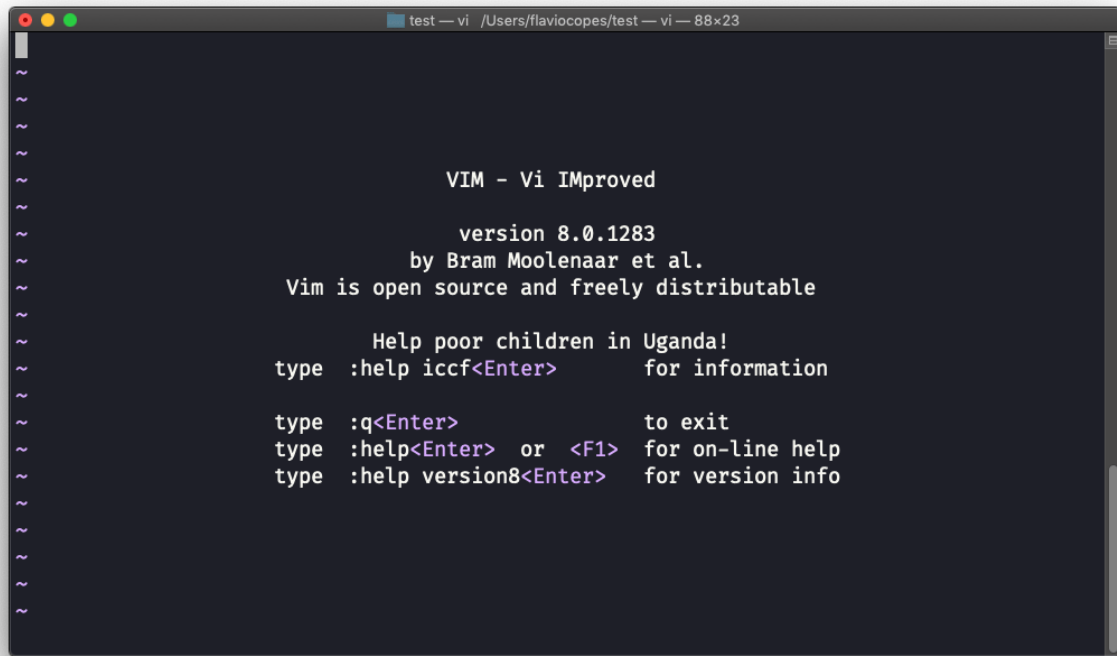 test — vi /Users/flaviocopes/test — vi — 88×23
~
~
~
~
~ VIM - Vi IMproved
~
~ version 8.0.1283
~ by Bram Moolenaar et al.
~ Vim is open source and freely distributable
~
~ Help poor children in Uganda!
~ type :help iccf<Enter> for information
~
~ type :q<Enter> to exit
~ type :help<Enter> or <F1> for on-line help
~ type :help version8<Enter> for version info
~
~
~
~
~